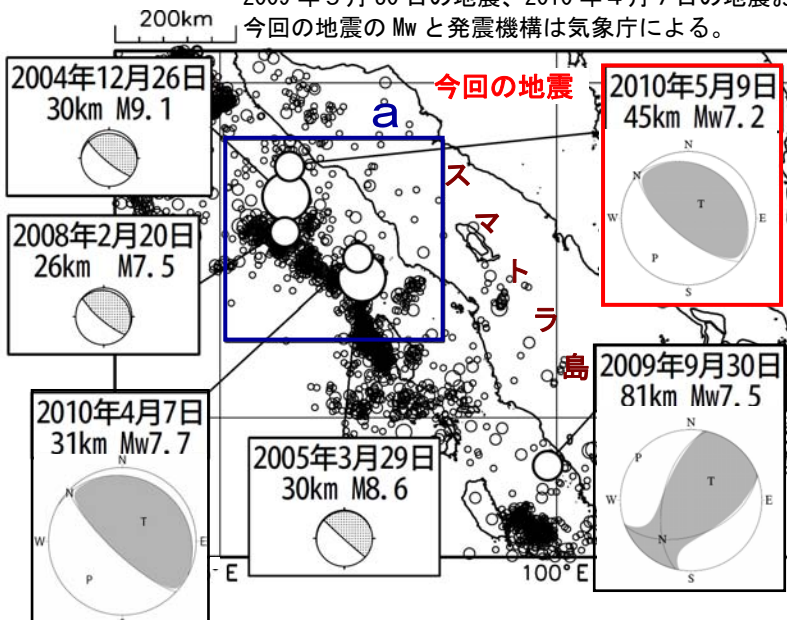 200km
今回の地震の Mw と発震機構は気象庁による。
2004年12月26日
30km M9.1
a
今回の地震
2010年5月9日
45km Mw7.2
N
N
T
W
E
P
S
スマトラ島
2008年2月20日
26km M7.5
2009年9月30日
81km Mw7.5
N
P
T
W
E
N
S
2010年4月7日
31km Mw7.7
N
N
T
W
E
P
2005年3月29日
30km M8.6
°E
100°E